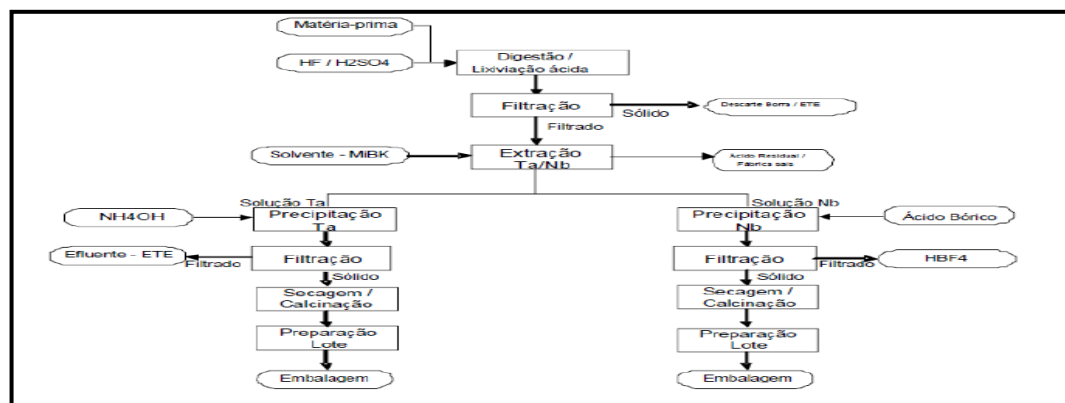 Matéria-prima
HF / H2SO4
Digestão /
Lixiviação ácida
Filtração
Sólido
Descarte Borra / ETE
Filtrado
Solvente - MiBK
Extração
Ta/Nb
Ácido Residual /
Fábrica sais
Solução Ta
Solução Nb
NH4OH
Precipitação
Ta
Precipitação
Nb
Ácido Bórico
Efluente - ETE
Filtrado
Filtração
Filtração
Filtrado
HBF4
Sólido
Sólido
Secagem /
Calcinação
Secagem /
Calcinação
Preparação
Lote
Preparação
Lote
Embalagem
Embalagem